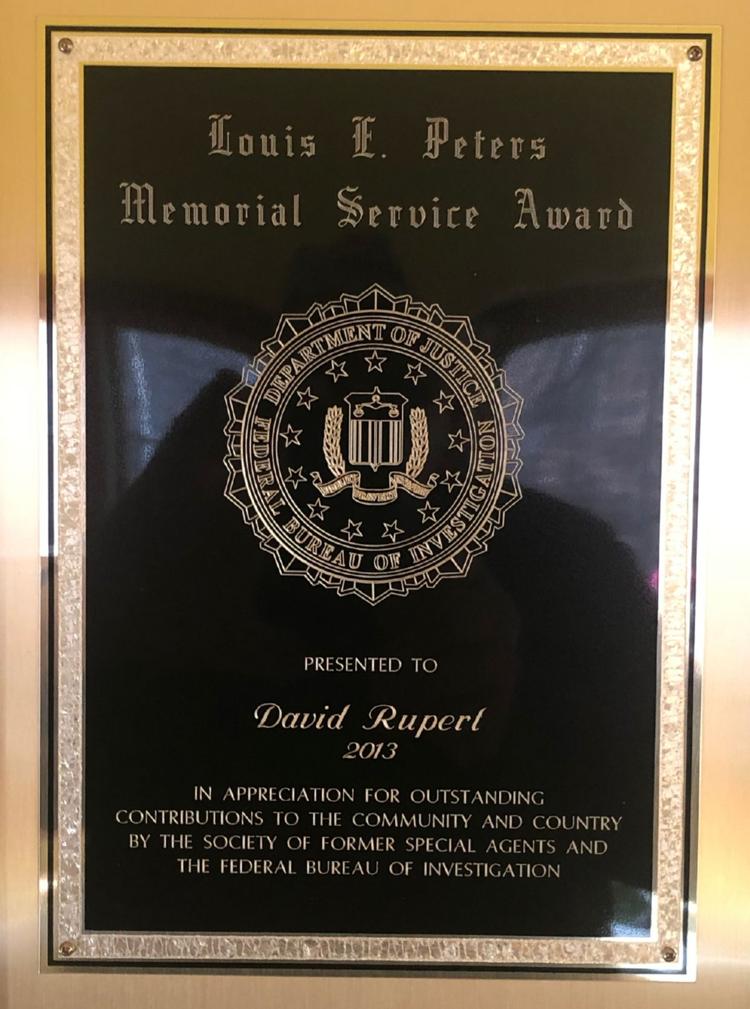 Louis E. Peters
Memorial Service Award
DEPARTMENT OF JUSTICE
FEDERAL BUREAU OF INVESTIGATION
PRESENTED TO
David Rupert
2013
IN APPRECIATION FOR OUTSTANDING
CONTRIBUTIONS TO THE COMMUNITY AND COUNTRY
BY THE SOCIETY OF FORMER SPECIAL AGENTS AND
THE FEDERAL BUREAU OF INVESTIGATION